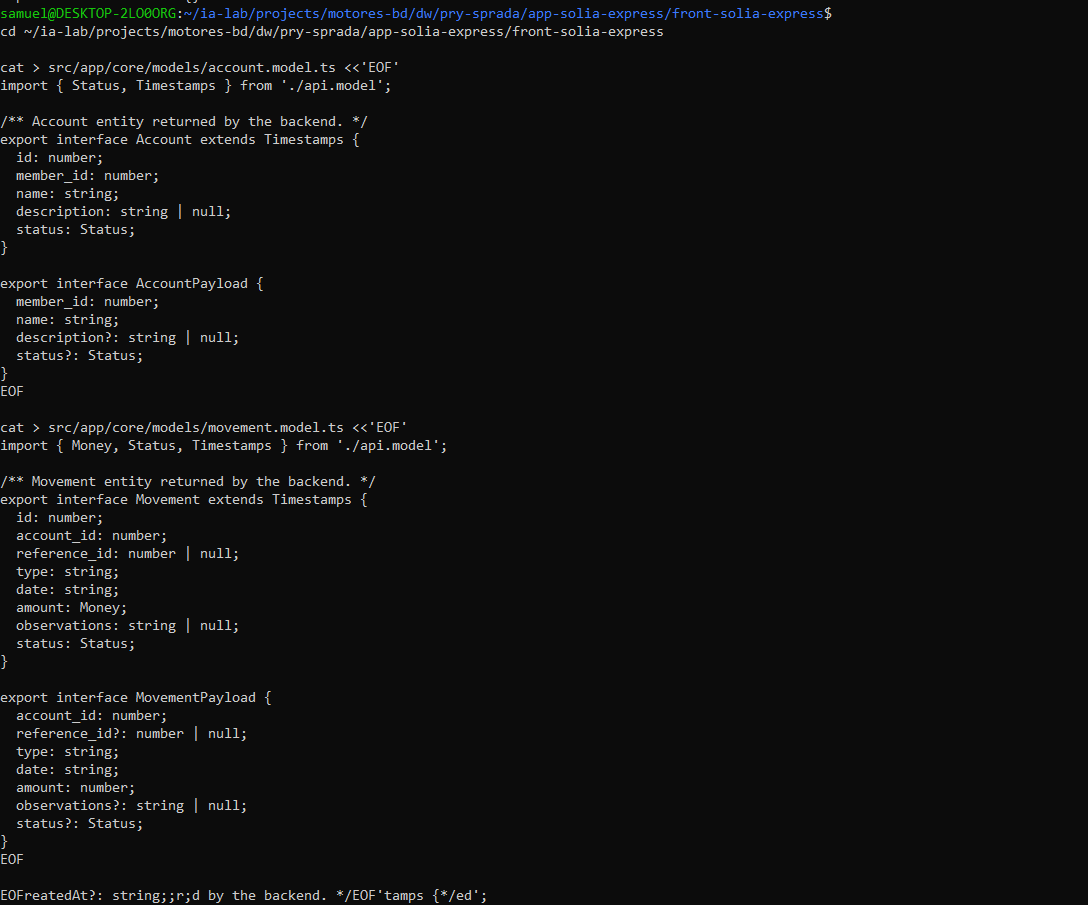 samuel@DESKTOP-2LO0ORG:~/ia-lab/projects/motores-bd/dw/pry-sprada/app-solia-express/front-solia-express$
cd ~/ia-lab/projects/motores-bd/dw/pry-sprada/app-solia-express/front-solia-express
cat > src/app/core/models/account.model.ts <<'EOF'
import { Status, Timestamps } from './api.model';
/** Account entity returned by the backend. */
export interface Account extends Timestamps {
  id: number;
  member_id: number;
  name: string;
  description: string | null;
  status: Status;
}
export interface AccountPayload {
  member_id: number;
  name: string;
  description?: string | null;
  status?: Status;
}
EOF
cat > src/app/core/models/movement.model.ts <<'EOF'
import { Money, Status, Timestamps } from './api.model';
/** Movement entity returned by the backend. */
export interface Movement extends Timestamps {
  id: number;
  account_id: number;
  reference_id: number | null;
  type: string;
  date: string;
  amount: Money;
  observations: string | null;
  status: Status;
}
export interface MovementPayload {
  account_id: number;
  reference_id?: number | null;
  type: string;
  date: string;
  amount: number;
  observations?: string | null;
  status?: Status;
}
EOF
EOFreatedAt?: string;;r;d by the backend. */EOF'tamps {*/ed';